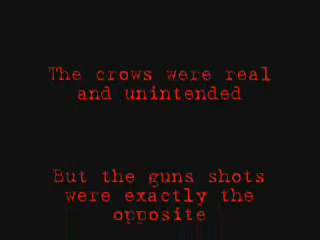 The crows were real
and unintended
But the guns shots
were exactly the
opposite